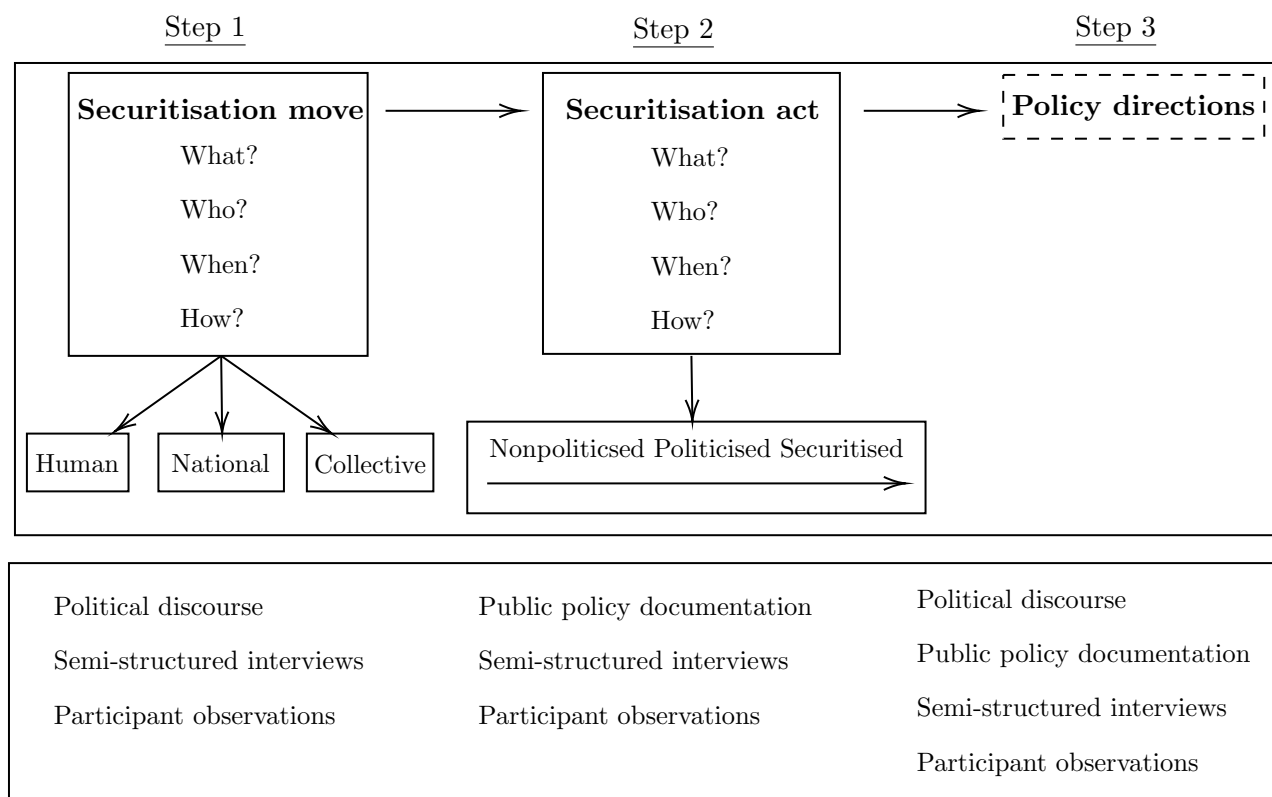 Step 1
Step 2
Step 3
Securitisation move
What?
Who?
When?
How?
Securitisation act
What?
Who?
When?
How?
Policy directions
Human
National
Collective
Nonpoliticsed Politicised Securitised
Political discourse
Semi-structured interviews
Participant observations
Public policy documentation
Semi-structured interviews
Participant observations
Political discourse
Public policy documentation
Semi-structured interviews
Participant observations